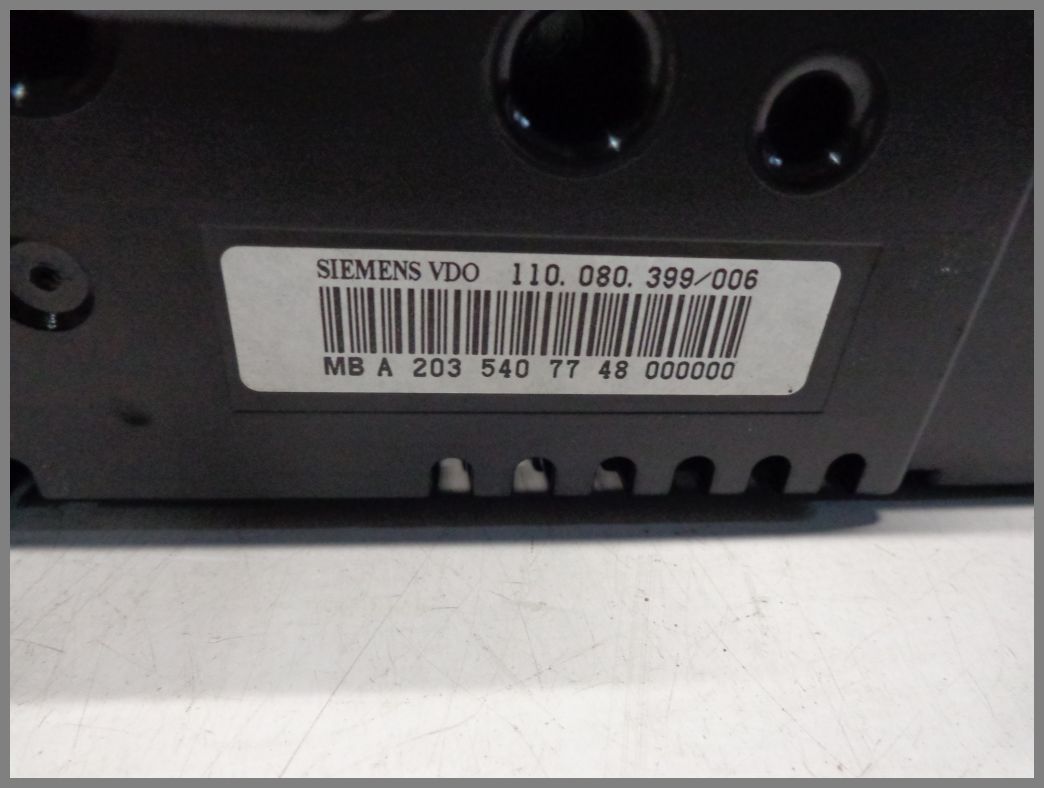 SIEMENS VDO 110. 080. 399/006
MB A 203 540 77 48 000000